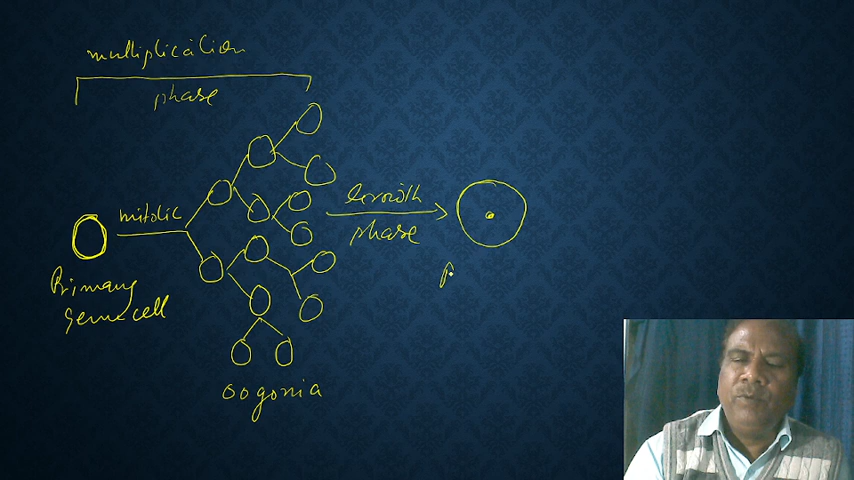 multiplication
phase
mitotic
Primary
Germ cell
Growth
phase
oogonia